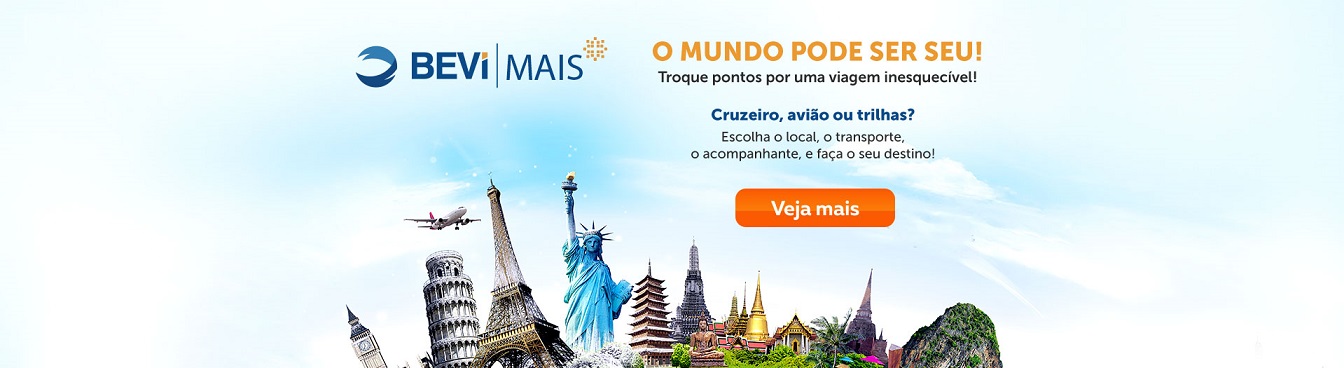 BEVi | MAIS
O MUNDO PODE SER SEU!
Troque pontos por uma viagem inesquecível!
Cruzeiro, avião ou trilhas?
Escolha o local, o transporte,
o acompanhante, e faça o seu destino!
Veja mais